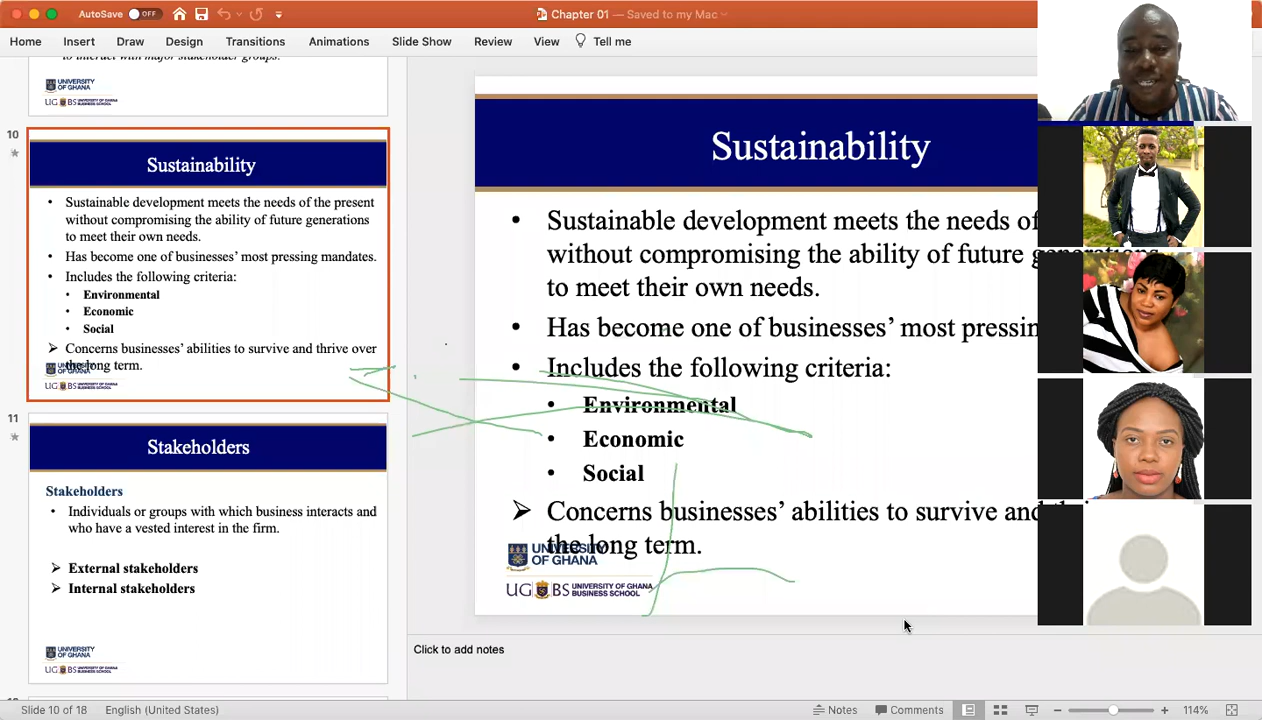 AutoSave OFF
Chapter 01 — Saved to my Mac
Home Insert Draw Design Transitions Animations Slide Show Review View Tell me
to interact with major stakeholder groups.
UNIVERSITY
OF GHANA
UG BS UNIVERSITY OF GHANA
BUSINESS SCHOOL
10
Sustainability
• Sustainable development meets the needs of the present
without compromising the ability of future generations
to meet their own needs.
• Has become one of businesses' most pressing mandates.
• Includes the following criteria:
• Environmental
• Economic
• Social
➢ Concerns businesses' abilities to survive and thrive over
the long term.
UNIVERSITY
OF GHANA
UG BS UNIVERSITY OF GHANA
BUSINESS SCHOOL
11
Stakeholders
Stakeholders
• Individuals or groups with which business interacts and
who have a vested interest in the firm.
➢ External stakeholders
➢ Internal stakeholders
UNIVERSITY
OF GHANA
UG BS UNIVERSITY OF GHANA
BUSINESS SCHOOL
Sustainability
• Sustainable development meets the needs of
without compromising the ability of future generations
to meet their own needs.
• Has become one of businesses' most pressin
• Includes the following criteria:
• Environmental
• Economic
• Social
➢ Concerns businesses' abilities to survive and
the long term.
UNIVERSITY
OF GHANA
UG BS UNIVERSITY OF GHANA
BUSINESS SCHOOL
Click to add notes
Slide 10 of 18 English (United States) Notes Comments 114%